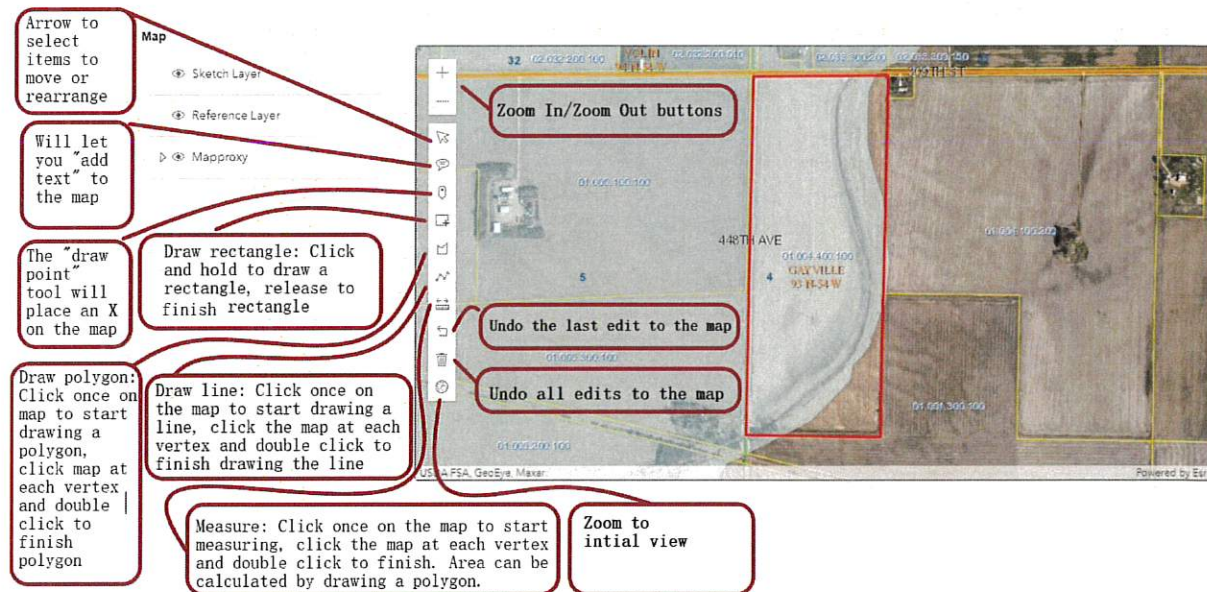 Arrow to
select
items to
move or
rearrange
Map
Sketch Layer
Reference Layer
Mapproxy
Will let
you "add
text" to
the map
The "draw
point"
tool will
place an X
on the map
Draw rectangle: Click
and hold to draw a
rectangle, release to
finish rectangle
Draw polygon:
Click once on
map to start
drawing a
polygon,
click map at
each vertex
and double
click to
finish
polygon
Draw line: Click once on
the map to start drawing a
line, click the map at each
vertex and double click to
finish drawing the line
Measure: Click once on the map to start
measuring, click the map at each vertex
and double click to finish. Area can be
calculated by drawing a polygon.
Zoom to
intial view
Zoom In/Zoom Out buttons
Undo the last edit to the map
Undo all edits to the map
32 02.032.200.100
01.005.100.100
448TH AVE
5
4
01.004.400.100
GAYVILLE
93 N-54 W
01.004.100.200
01.005.300.100
USDA FSA, GeoEye, Maxar
Powered by Esri